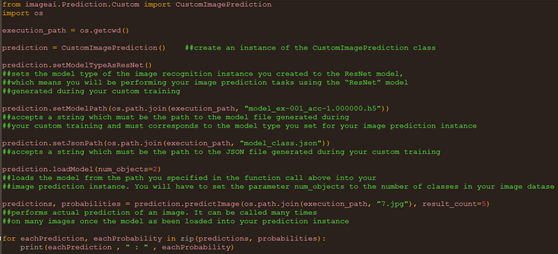 from imageai.Prediction.Custom import CustomImagePrediction
import os
execution_path = os.getcwd()
prediction = CustomImagePrediction()    ##create an instance of the CustomImagePrediction class
prediction.setModelTypeAsResNet()
##sets the model type of the image recognition instance you created to the ResNet model,
##which means you will be performing your image prediction tasks using the “ResNet” model
##generated during your custom training
prediction.setModelPath(os.path.join(execution_path, "model_ex-001_acc-1.000000.h5"))
##accepts a string which must be the path to the model file generated during
##your custom training and must corresponds to the model type you set for your image prediction instance
prediction.setJsonPath(os.path.join(execution_path, "model_class.json"))
##accepts a string which must be the path to the JSON file generated during your custom training
prediction.loadModel(num_objects=2)
##loads the model from the path you specified in the function call above into your
##image prediction instance. You will have to set the parameter num_objects to the number of classes in your image datase
predictions, probabilities = prediction.predictImage(os.path.join(execution_path, "7.jpg"), result_count=5)
##performs actual prediction of an image. It can be called many times
##on many images once the model as been loaded into your prediction instance
for eachPrediction, eachProbability in zip(predictions, probabilities):
    print(eachPrediction , " : " , eachProbability)